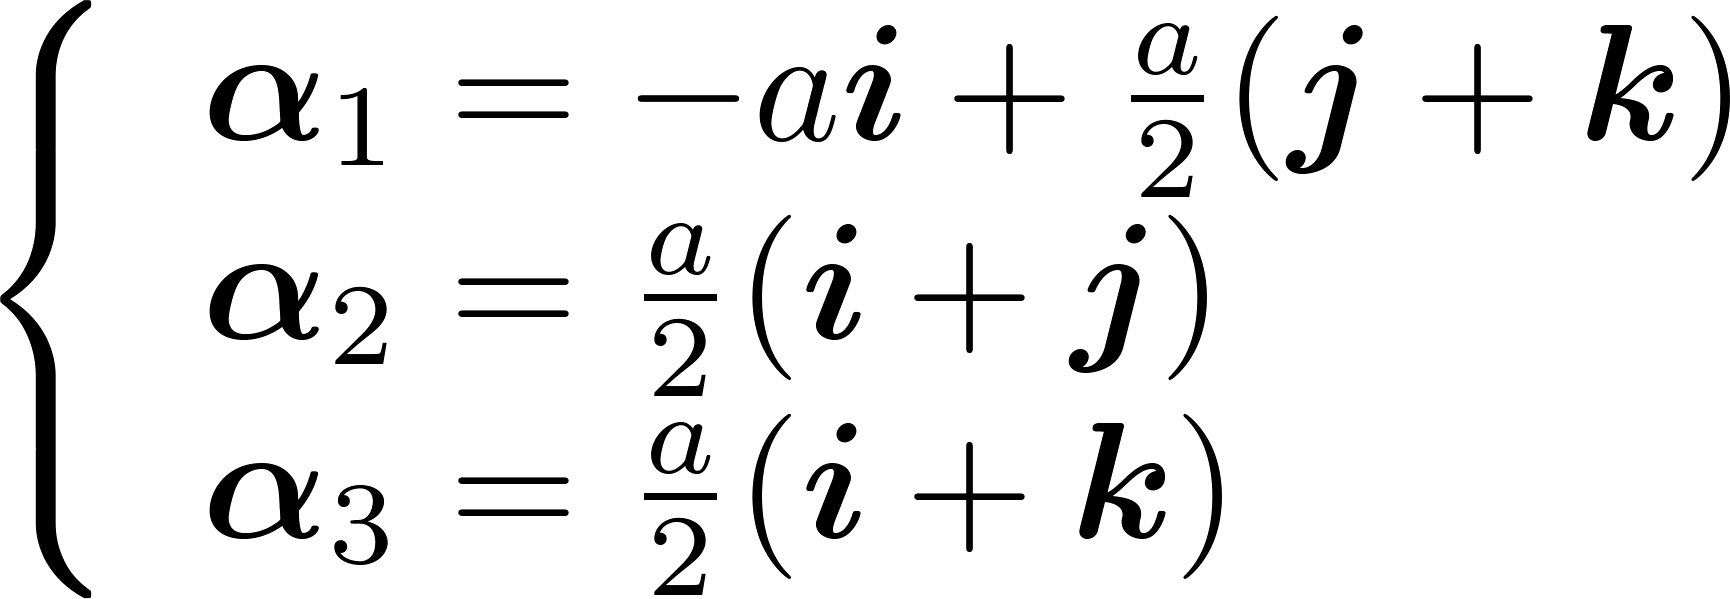 α₁ = −ai + a/2 (j + k)
α₂ = a/2 (i + j)
α₃ = a/2 (i + k)